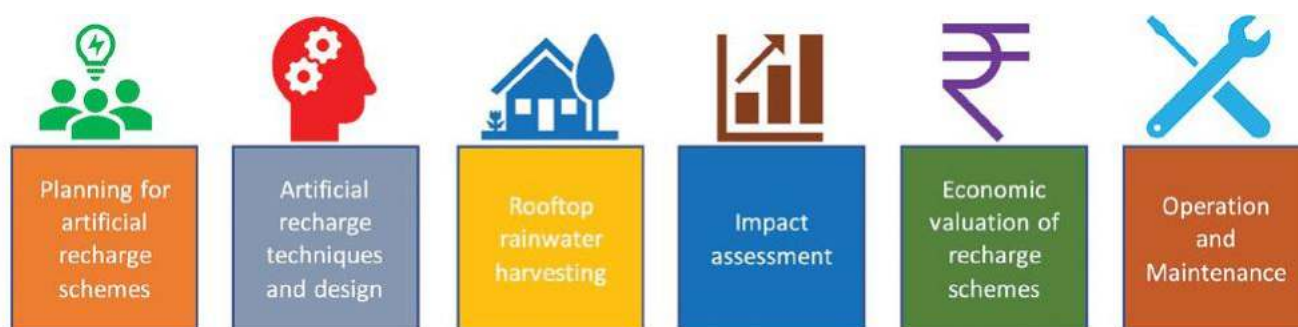 Planning for
artificial
recharge
schemes
Artificial
recharge
techniques
and design
Rooftop
rainwater
harvesting
Impact
assessment
Economic
valuation of
recharge
schemes
Operation
and
Maintenance